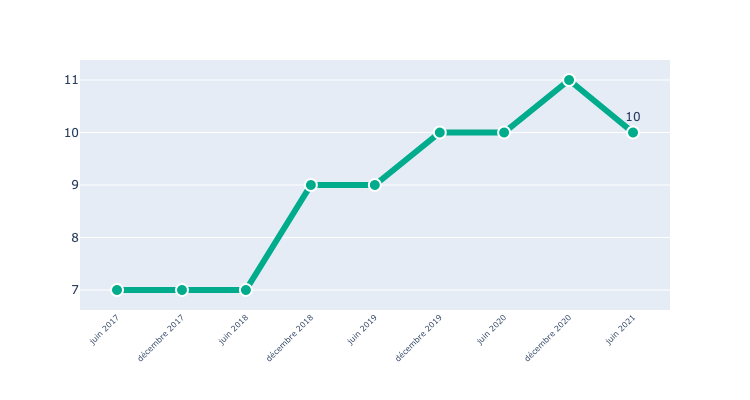 11
10
10
9
8
7
juin 2017
décembre 2017
juin 2018
décembre 2018
juin 2019
décembre 2019
juin 2020
décembre 2020
juin 2021